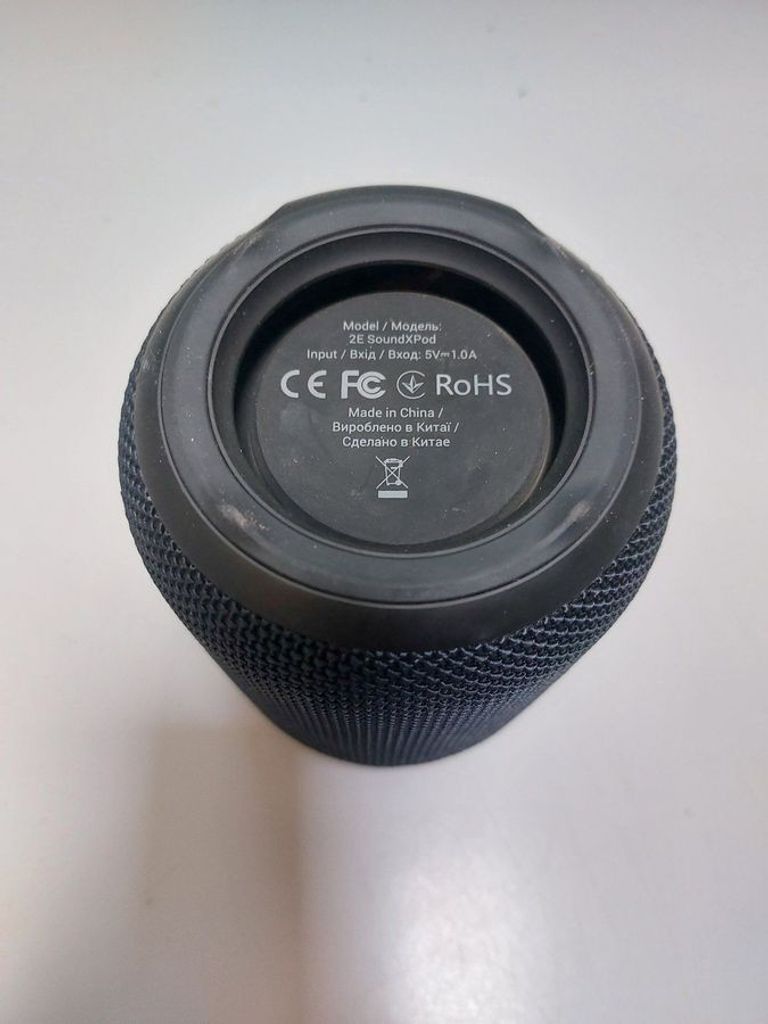 Model / Модель:
2E SoundXPod
Input / Вхід / Вход: 5V⎓1.0A
CE FC RoHS
Made in China /
Вироблено в Китаї /
Сделано в Китае